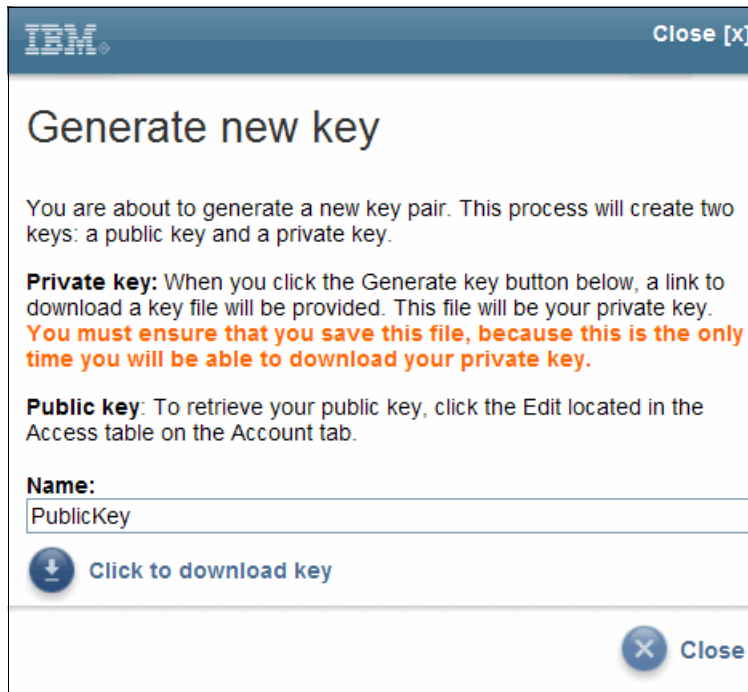 IBM®
Close [x]
Generate new key
You are about to generate a new key pair. This process will create two
keys: a public key and a private key.
Private key: When you click the Generate key button below, a link to
download a key file will be provided. This file will be your private key.
You must ensure that you save this file, because this is the only
time you will be able to download your private key.
Public key: To retrieve your public key, click the Edit located in the
Access table on the Account tab.
Name:
PublicKey
Click to download key
Close